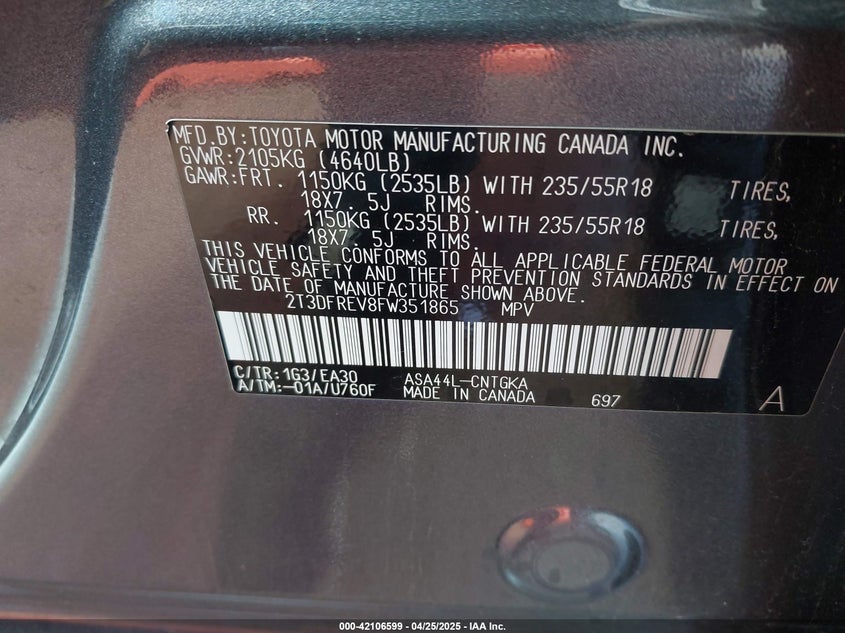 MFD.BY:TOYOTA MOTOR MANUFACTURING CANADA INC.
GVWR:2105KG (4640LB)
GAWR:FRT. 1150KG (2535LB) WITH 235/55R18 TIRES,
18X7. 5J RIMS.
RR. 1150KG (2535LB) WITH 235/55R18 TIRES,
18X7. 5J RIMS.
THIS VEHICLE CONFORMS TO ALL APPLICABLE FEDERAL MOTOR
VEHICLE SAFETY AND THEFT PREVENTION STANDARDS IN EFFECT ON
THE DATE OF MANUFACTURE SHOWN ABOVE.
2T3DFREV8FW351865 MPV
C/TR:1G3/EA30 ASA44L-CNTGKA
A/TM:-01A/U760F MADE IN CANADA 697 A
000-42106599 - 04/25/2025 - IAA Inc.